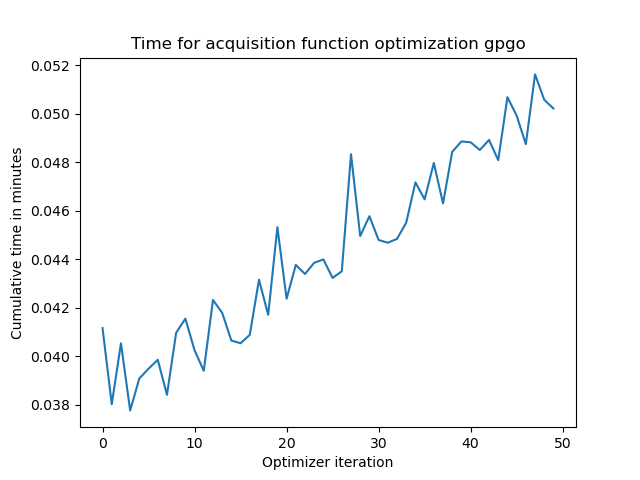 Time for acquisition function optimization gpgo
0.052
0.050
0.048
0.046
0.044
0.042
0.040
0.038
Cumulative time in minutes
0 10 20 30 40 50
Optimizer iteration